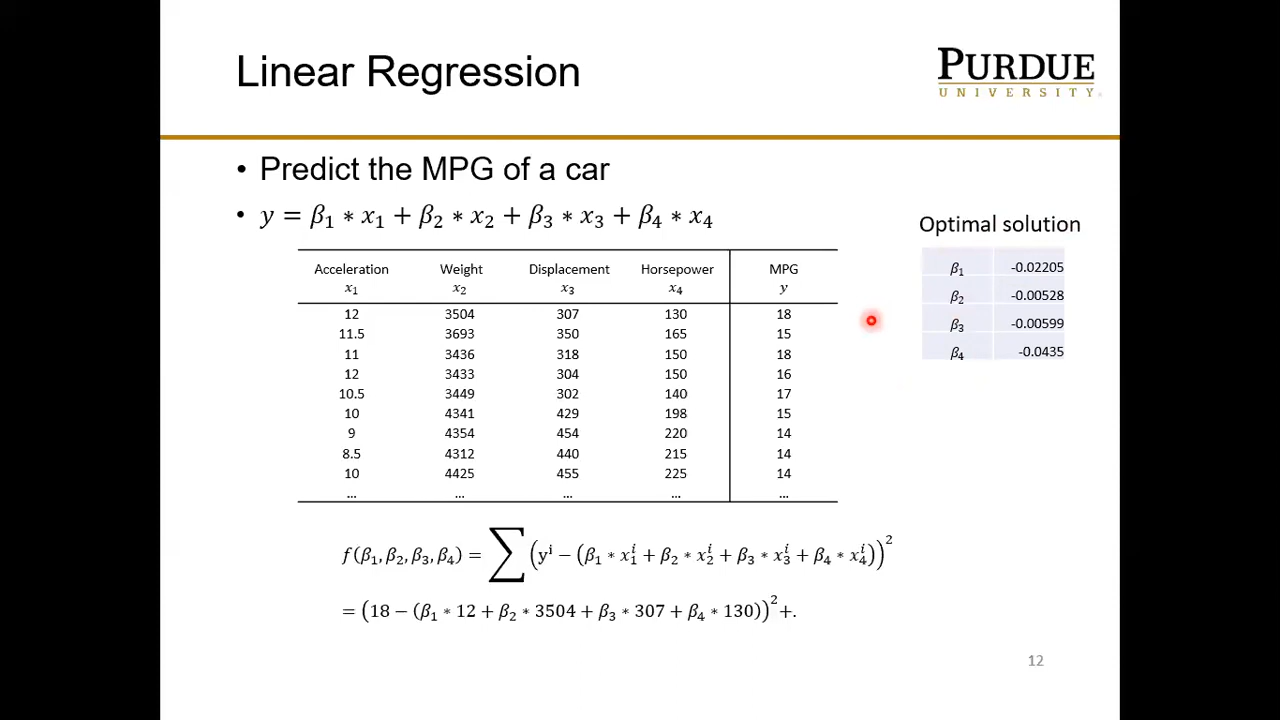 Linear Regression
PURDUE
UNIVERSITY.
• Predict the MPG of a car
• y = β₁ ∗ x₁ + β₂ ∗ x₂ + β₃ ∗ x₃ + β₄ ∗ x₄
Optimal solution
β₁ -0.02205
β₂ -0.00528
β₃ -0.00599
β₄ -0.0435
Acceleration Weight Displacement Horsepower MPG
x₁ x₂ x₃ x₄ y
12 3504 307 130 18
11.5 3693 350 165 15
11 3436 318 150 18
12 3433 304 150 16
10.5 3449 302 140 17
10 4341 429 198 15
9 4354 454 220 14
8.5 4312 440 215 14
10 4425 455 225 14
... ... ... ... ...
f(β₁, β₂, β₃, β₄) = ∑(yⁱ − (β₁ ∗ x₁ⁱ + β₂ ∗ x₂ⁱ + β₃ ∗ x₃ⁱ + β₄ ∗ x₄ⁱ))²
= (18 − (β₁ ∗ 12 + β₂ ∗ 3504 + β₃ ∗ 307 + β₄ ∗ 130))²+.
12